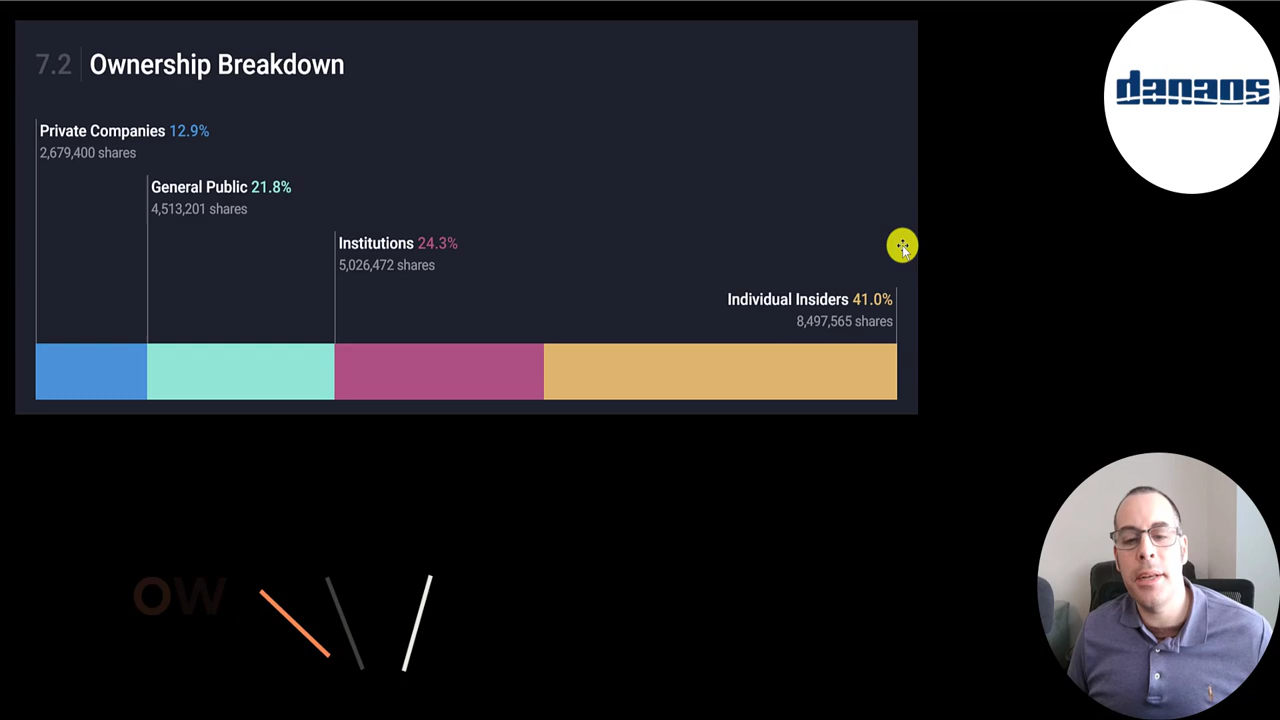 7.2 Ownership Breakdown
danaos
Private Companies 12.9%
2,679,400 shares
General Public 21.8%
4,513,201 shares
Institutions 24.3%
5,026,472 shares
Individual Insiders 41.0%
8,497,565 shares
OW